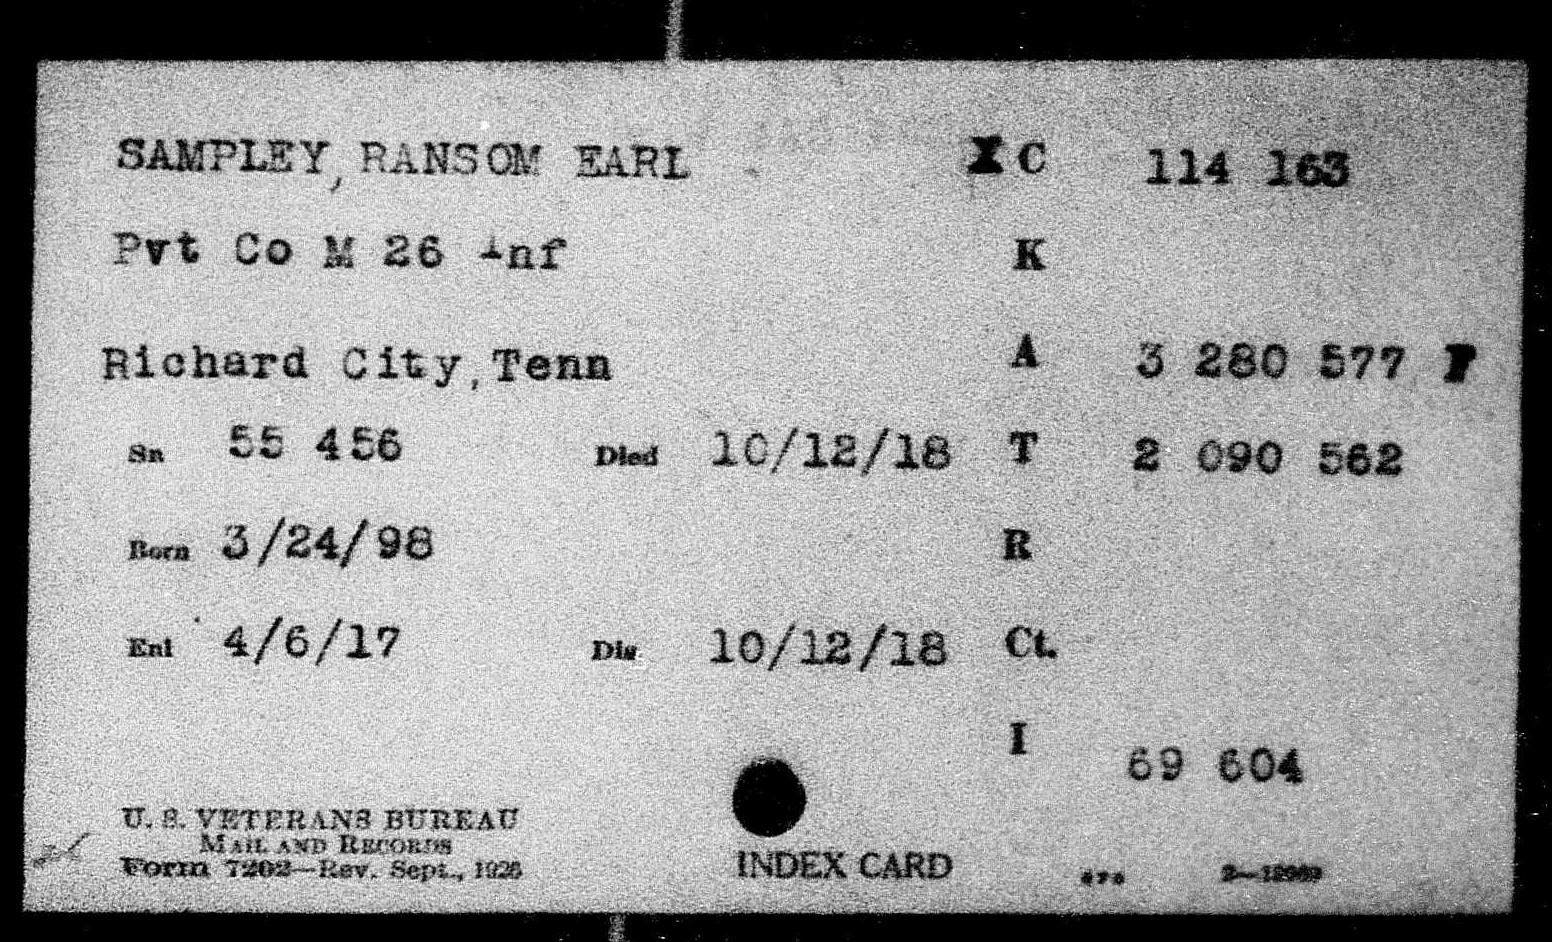 SAMPLEY, RANSOM EARL XC 114 163
Pvt Co M 26 Inf K
Richard City, Tenn A 3 280 577
Sn 55 456 Died 10/12/18 T 2 090 562
Born 3/24/98 R
Enl 4/6/17 Dis. 10/12/18 Ct.
I 69 604
U. S. VETERANS BUREAU
MAIL AND RECORDS
Form 7202—Rev. Sept., 1926
INDEX CARD